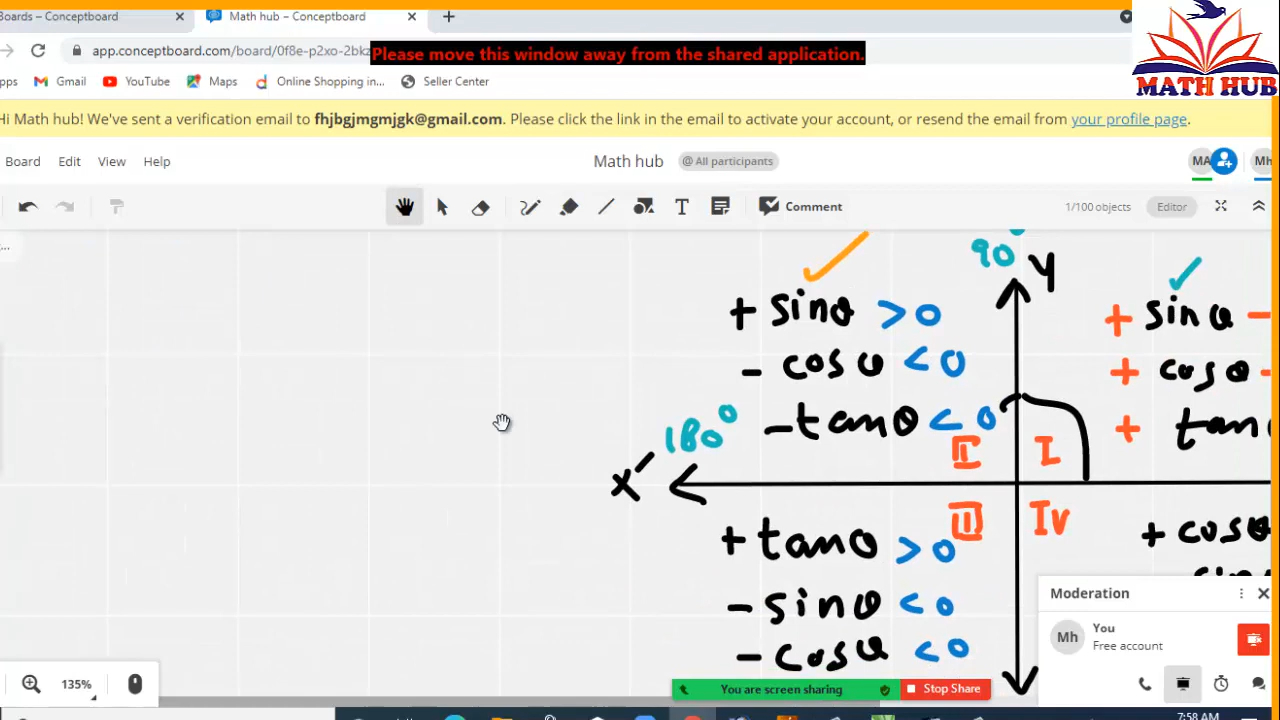 Boards – Conceptboard
Math hub – Conceptboard
app.conceptboard.com/board/0f8e-p2xo-2bkz
Please move this window away from the shared application.
MATH HUB
Gmail
YouTube
Maps
Online Shopping in...
Seller Center
Hi Math hub! We've sent a verification email to fhjbgjmgmjgk@gmail.com. Please click the link in the email to activate your account, or resend the email from your profile page.
Board
Edit
View
Help
Math hub
@ All participants
MA
Mh
T
Comment
1/100 objects
Editor
90°
Y
+ sinθ > 0
+ sinθ -
- cosθ < 0
+ cosθ -
- tanθ < 0
+ tan
180°
II
I
X'
+ tanθ > 0
III
IV
+ cosθ
- sinθ < 0
- cosθ < 0
Moderation
Mh
You
Free account
135%
You are screen sharing
Stop Share
7:58 AM